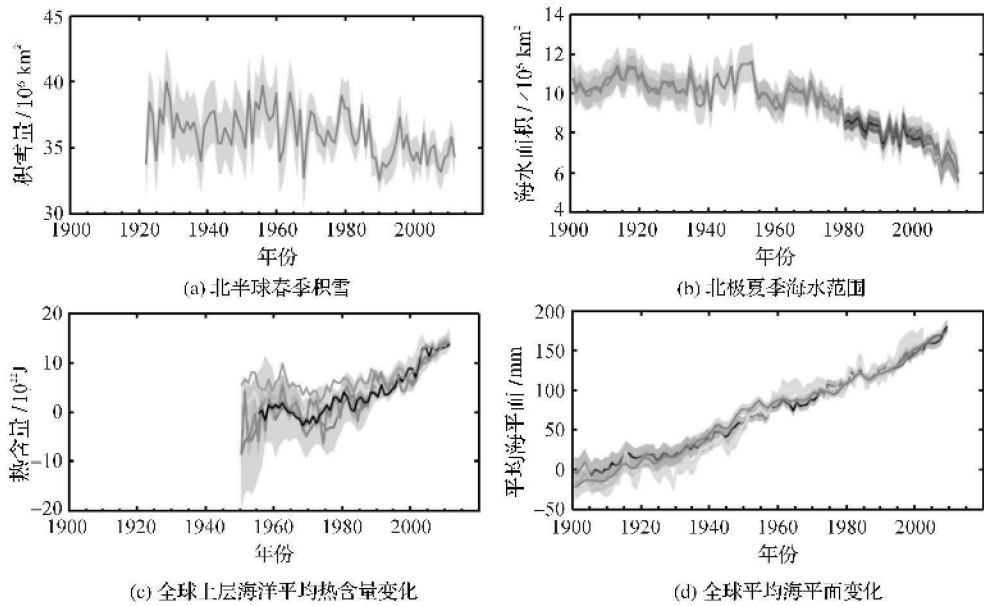 45
40
35
30
积雪量 / 10⁶ km²
1900 1920 1940 1960 1980 2000
年份
(a) 北半球春季积雪
14
12
10
8
6
4
海水面积 / ×10⁶ km²
1900 1920 1940 1960 1980 2000
年份
(b) 北极夏季海水范围
20
10
0
−10
−20
热含量 / 10²²J
1900 1920 1940 1960 1980 2000
年份
(c) 全球上层海洋平均热含量变化
200
150
100
50
0
−50
平均海平面 /mm
1900 1920 1940 1960 1980 2000
年份
(d) 全球平均海平面变化